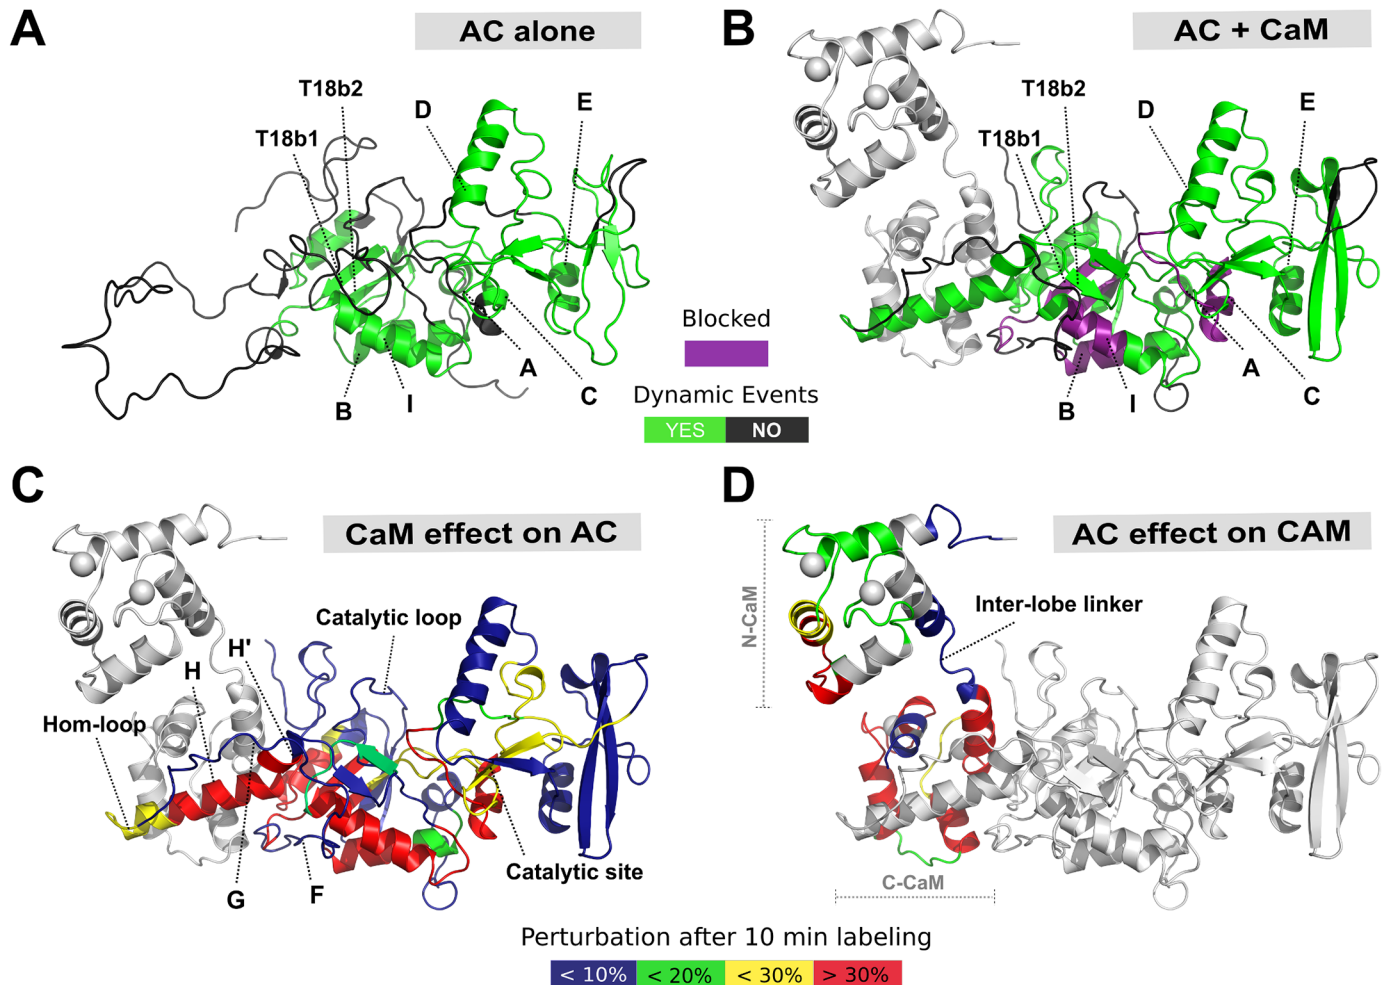 A
AC alone
T18b2
T18b1
D
E
B
I
A
C
B
AC + CaM
T18b2
T18b1
D
E
B
I
A
C
Blocked
Dynamic Events
YES
NO
C
CaM effect on AC
Catalytic loop
H'
H
Hom-loop
G
F
Catalytic site
D
AC effect on CAM
N-CaM
Inter-lobe linker
C-CaM
Perturbation after 10 min labeling
< 10%
< 20%
< 30%
> 30%